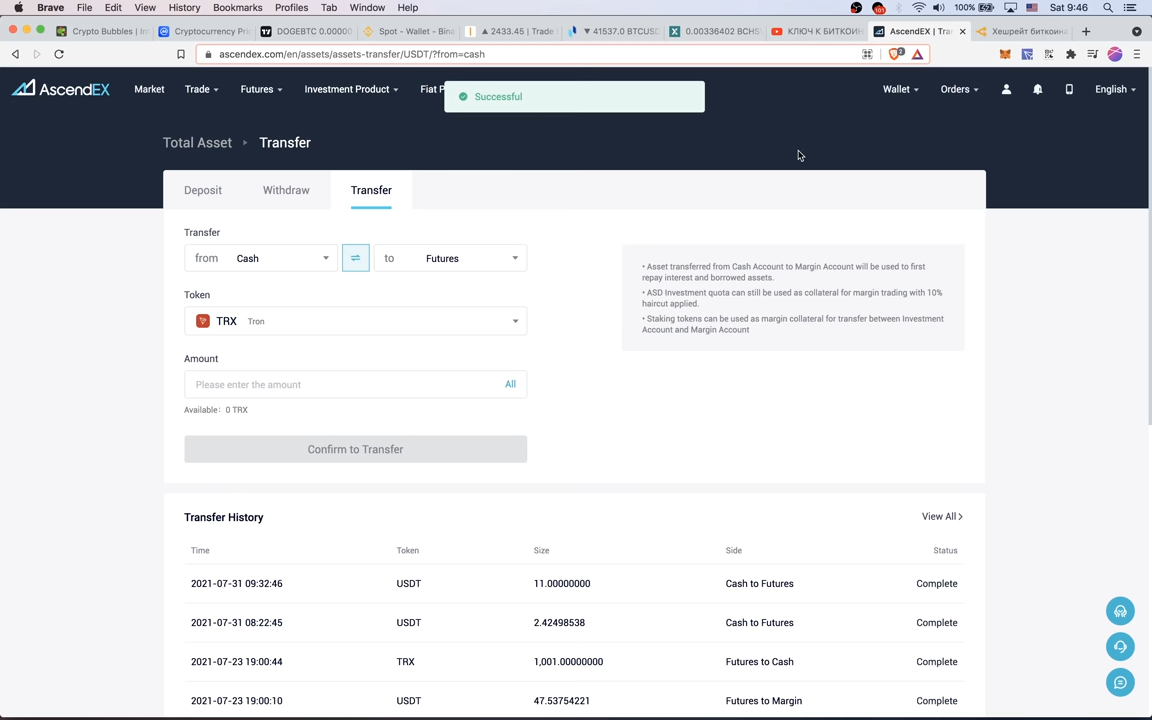 Brave File Edit View History Bookmarks Profiles Tab Window Help 101 100% Sat 9:46
Crypto Bubbles | In Cryptocurrency Pri DOGEBTC 0.00000 Spot - Wallet - Bina ▲ 2433.45 | Trade ▼ 41537.0 BTCUSD 0.00336402 BCHS КЛЮЧ К БИТКОИН AscendEX | Tra Хешрейт биткоина
ascendex.com/en/assets/assets-transfer/USDT/?from=cash
AscendEX Market Trade Futures Investment Product Fiat P Successful Wallet Orders English
Total Asset Transfer
Deposit Withdraw Transfer
Transfer
from Cash to Futures
• Asset transferred from Cash Account to Margin Account will be used to first
repay interest and borrowed assets.
• ASD Investment quota can still be used as collateral for margin trading with 10%
haircut applied.
• Staking tokens can be used as margin collateral for transfer between Investment
Account and Margin Account
Token
TRX Tron
Amount
Please enter the amount All
Available: 0 TRX
Confirm to Transfer
Transfer History View All >
Time Token Size Side Status
2021-07-31 09:32:46 USDT 11.00000000 Cash to Futures Complete
2021-07-31 08:22:45 USDT 2.42498538 Cash to Futures Complete
2021-07-23 19:00:44 TRX 1,001.00000000 Futures to Cash Complete
2021-07-23 19:00:10 USDT 47.53754221 Futures to Margin Complete